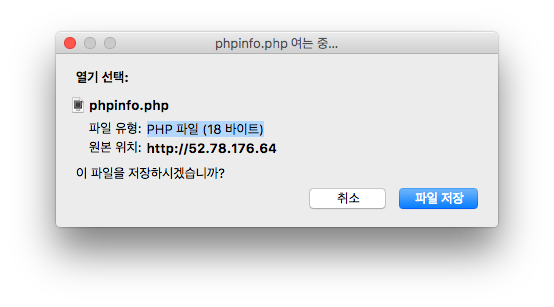 phpinfo.php 여는 중...
열기 선택:
phpinfo.php
파일 유형: PHP 파일 (18 바이트)
원본 위치: http://52.78.176.64
이 파일을 저장하시겠습니까?
취소 파일 저장